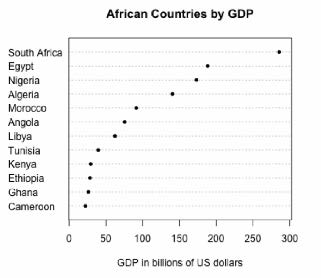 African Countries by GDP
South Africa
Egypt
Nigeria
Algeria
Morocco
Angola
Libya
Tunisia
Kenya
Ethiopia
Ghana
Cameroon
0 50 100 150 200 250 300
GDP in billions of US dollars